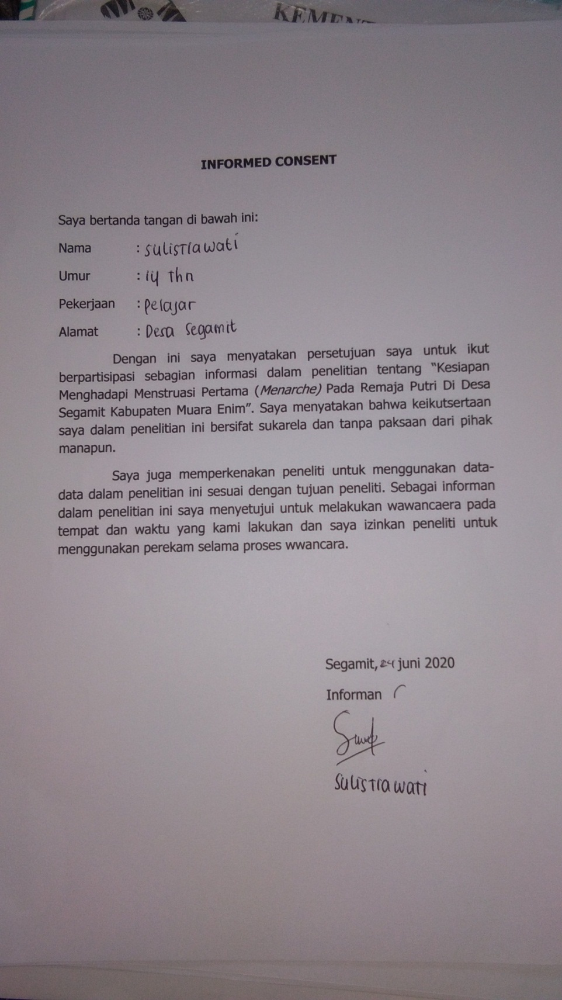 INFORMED CONSENT
Saya bertanda tangan di bawah ini:
Nama : Sulistiawati
Umur : 14 thn
Pekerjaan : Pelajar
Alamat : Desa Segamit
Dengan ini saya menyatakan persetujuan saya untuk ikut
berpartisipasi sebagian informasi dalam penelitian tentang "Kesiapan
Menghadapi Menstruasi Pertama (Menarche) Pada Remaja Putri Di Desa
Segamit Kabupaten Muara Enim". Saya menyatakan bahwa keikutsertaan
saya dalam penelitian ini bersifat sukarela dan tanpa paksaan dari pihak
manapun.
Saya juga memperkenakan peneliti untuk menggunakan data-
data dalam penelitian ini sesuai dengan tujuan peneliti. Sebagai informan
dalam penelitian ini saya menyetujui untuk melakukan wawancaera pada
tempat dan waktu yang kami lakukan dan saya izinkan peneliti untuk
menggunakan perekam selama proses wwancara.
Segamit, 24 juni 2020
Informan
Sulistiawati